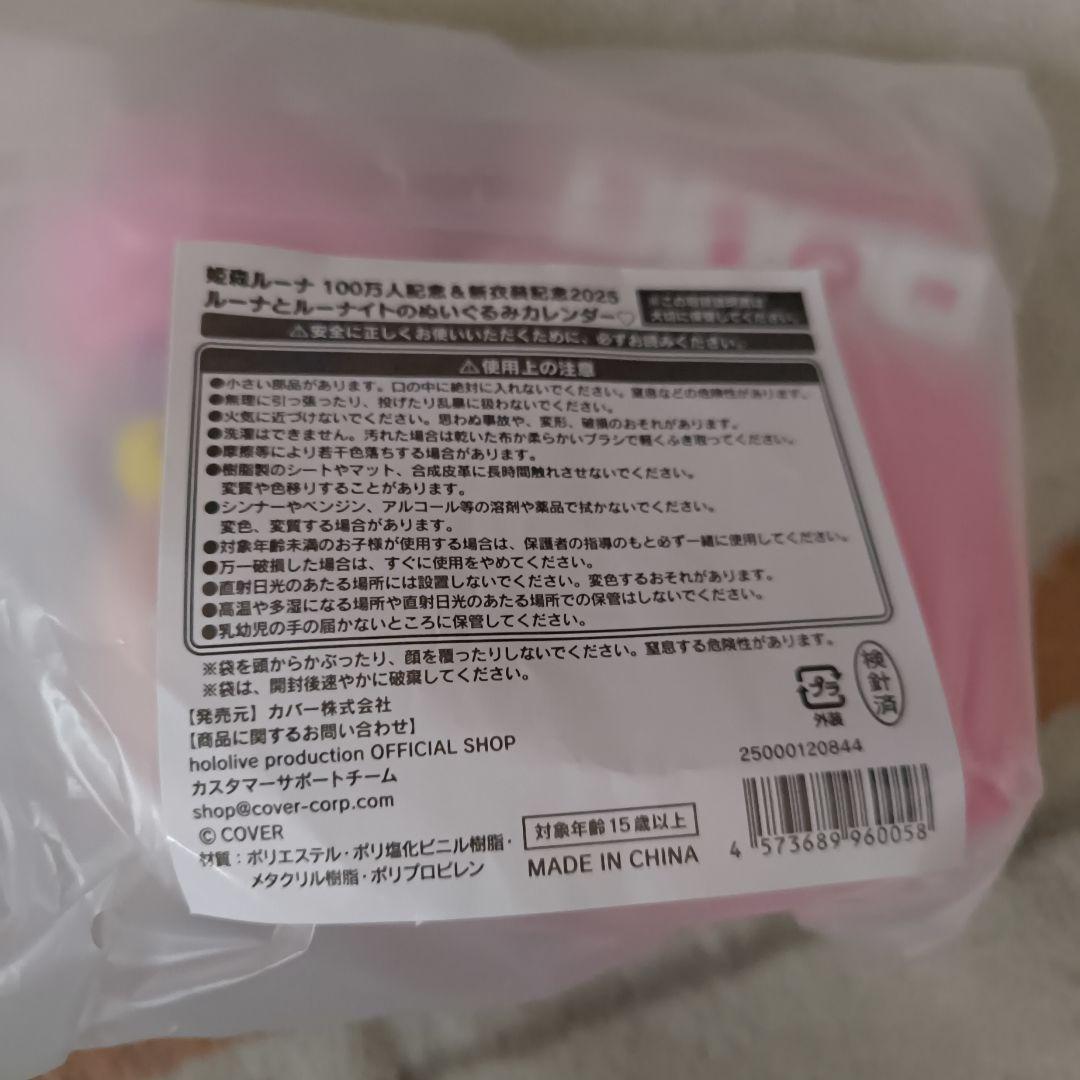 姫森ルーナ 100万人記念＆新衣装記念2025
ルーナとルーナイトのぬいぐるみカレンダー♡
※この取扱説明書は
大切に保管してください。
⚠安全に正しくお使いいただくために、必ずお読みください。
⚠使用上の注意
●小さい部品があります。口の中に絶対に入れないでください。窒息などの危険性があります。
●無理に引っ張ったり、投げたり乱暴に扱わないでください。
●火気に近づけないでください。思わぬ事故や、変形、破損のおそれがあります。
●洗濯はできません。汚れた場合は乾いた布か柔らかいブラシで軽くふき取ってください。
●摩擦等により若干色落ちする場合があります。
●樹脂製のシートやマット、合成皮革に長時間触れさせないでください。
変質や色移りすることがあります。
●シンナーやベンジン、アルコール等の溶剤や薬品で拭かないでください。
変色、変質する場合があります。
●対象年齢未満のお子様が使用する場合は、保護者の指導のもと必ず一緒に使用してください。
●万一破損した場合は、すぐに使用をやめてください。
●直射日光のあたる場所には設置しないでください。変色するおそれがあります。
●高温や多湿になる場所や直射日光のあたる場所での保管はしないでください。
●乳幼児の手の届かないところに保管してください。
※袋を頭からかぶったり、顔を覆ったりしないでください。窒息する危険性があります。
※袋は、開封後速やかに破棄してください。
【発売元】カバー株式会社
【商品に関するお問い合わせ】
hololive production OFFICIAL SHOP
カスタマーサポートチーム
shop@cover-corp.com
© COVER
材質：ポリエステル・ポリ塩化ビニル樹脂・
メタクリル樹脂・ポリプロピレン
対象年齢15歳以上
MADE IN CHINA
プラ
外装
検針済
25000120844
4 573689 960058